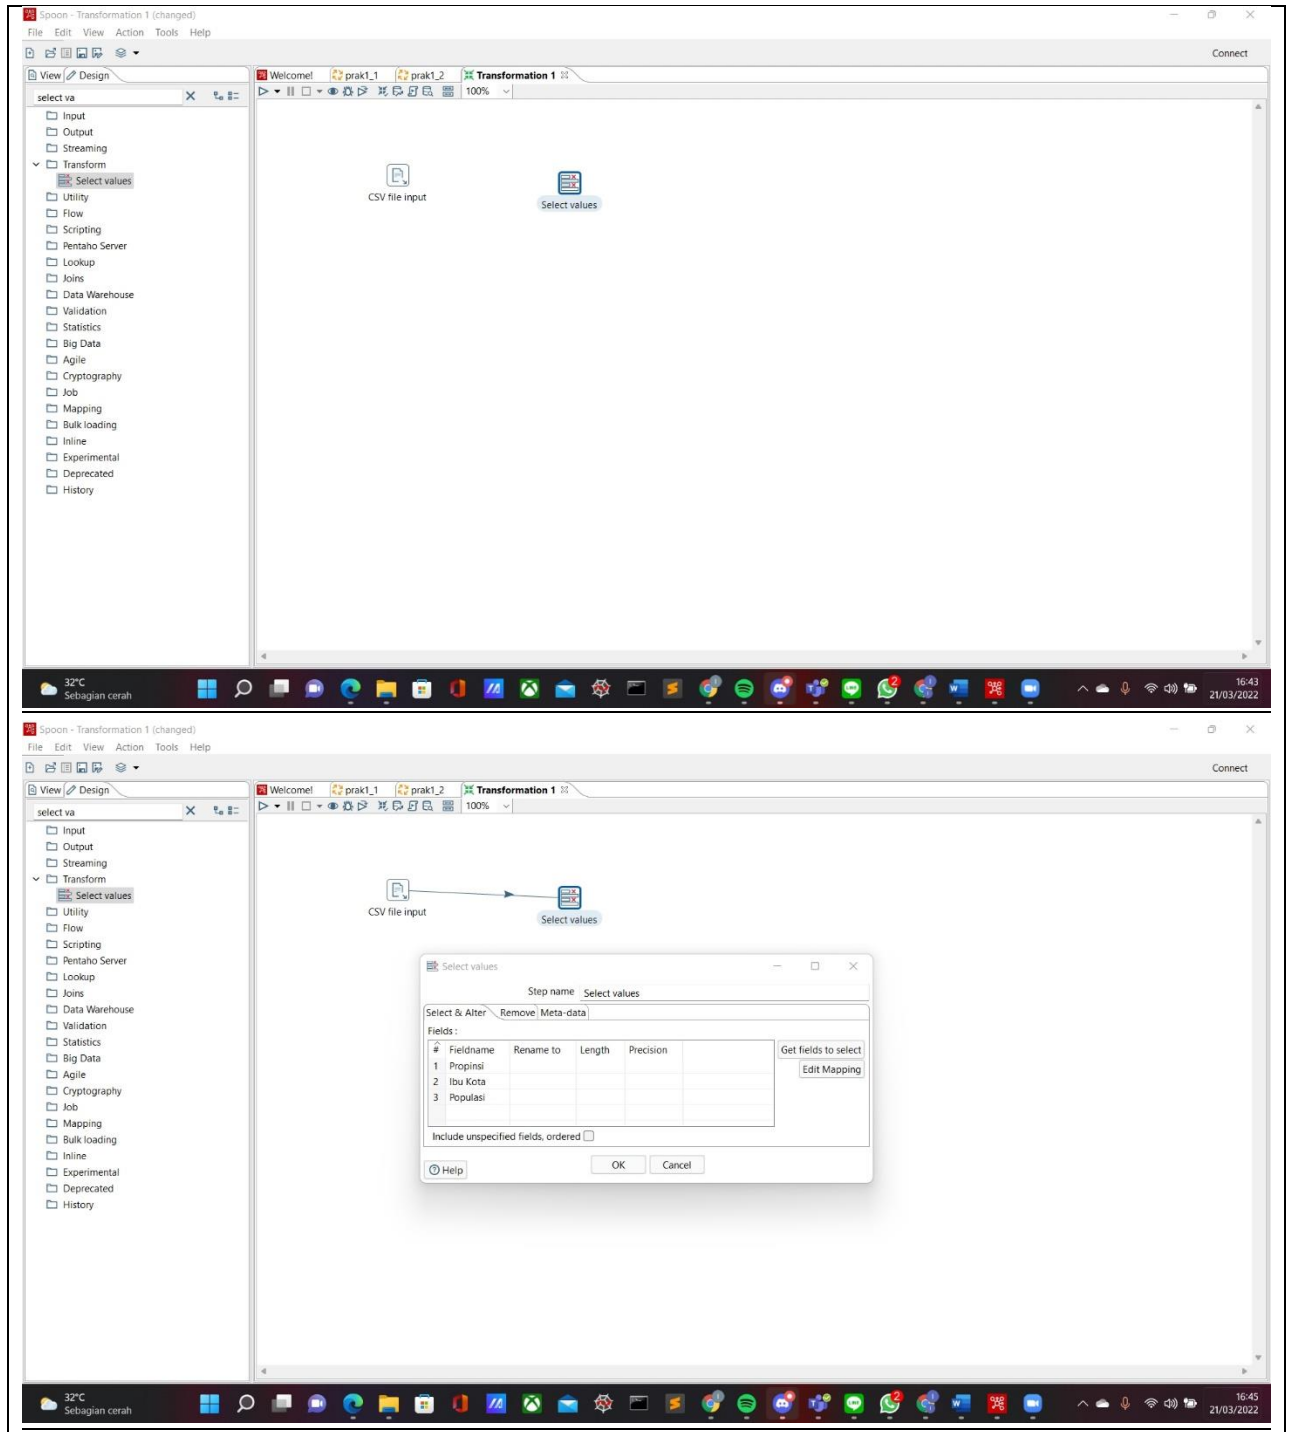 Spoon - Transformation 1 (changed)
File Edit View Action Tools Help
Connect
View Design
Welcome! prak1_1 prak1_2 Transformation 1
select va
100%
Input
Output
Streaming
Transform
Select values
Utility
Flow
Scripting
Pentaho Server
Lookup
Joins
Data Warehouse
Validation
Statistics
Big Data
Agile
Cryptography
Job
Mapping
Bulk loading
Inline
Experimental
Deprecated
History
CSV file input
Select values
32°C
Sebagian cerah
2
16:43
21/03/2022
Spoon - Transformation 1 (changed)
File Edit View Action Tools Help
Connect
View Design
Welcome! prak1_1 prak1_2 Transformation 1
select va
100%
Input
Output
Streaming
Transform
Select values
Utility
Flow
Scripting
Pentaho Server
Lookup
Joins
Data Warehouse
Validation
Statistics
Big Data
Agile
Cryptography
Job
Mapping
Bulk loading
Inline
Experimental
Deprecated
History
CSV file input
Select values
Select values
Step name Select values
Select & Alter Remove Meta-data
Fields :
# Fieldname Rename to Length Precision
1 Propinsi
2 Ibu Kota
3 Populasi
Get fields to select
Edit Mapping
Include unspecified fields, ordered
Help
OK Cancel
32°C
Sebagian cerah
2
16:45
21/03/2022